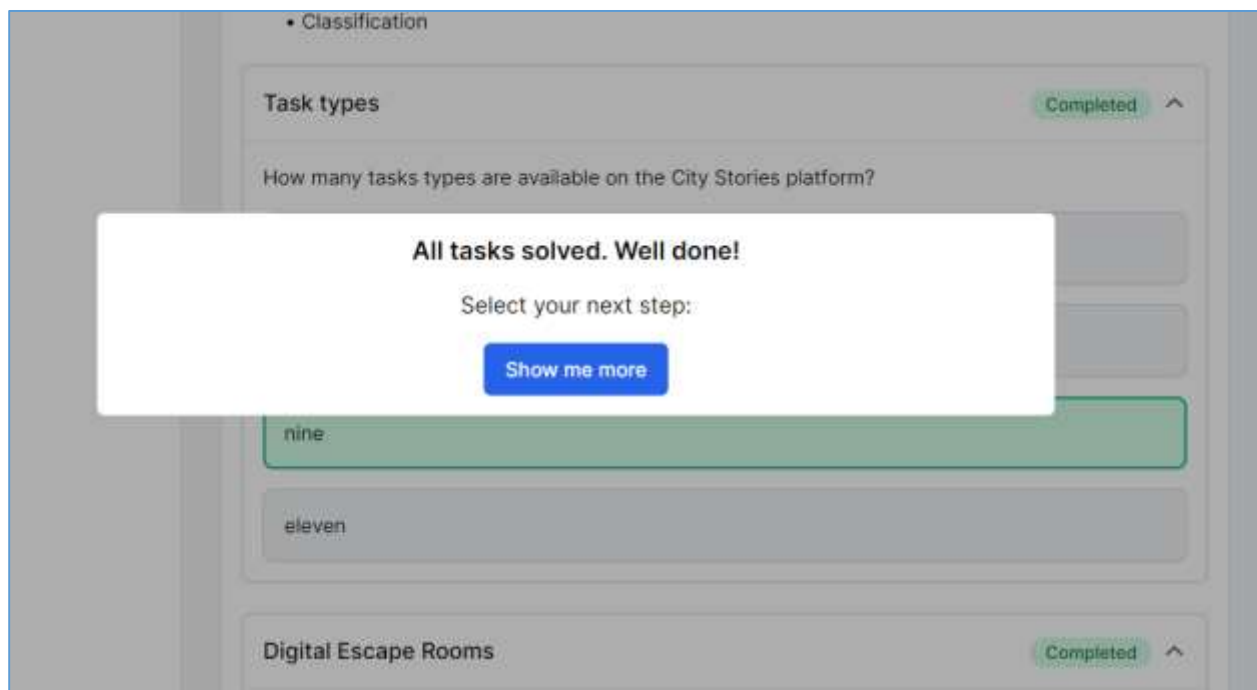 • Classification
Task types
Completed
How many tasks types are available on the City Stories platform?
All tasks solved. Well done!
Select your next step:
Show me more
nine
eleven
Digital Escape Rooms
Completed